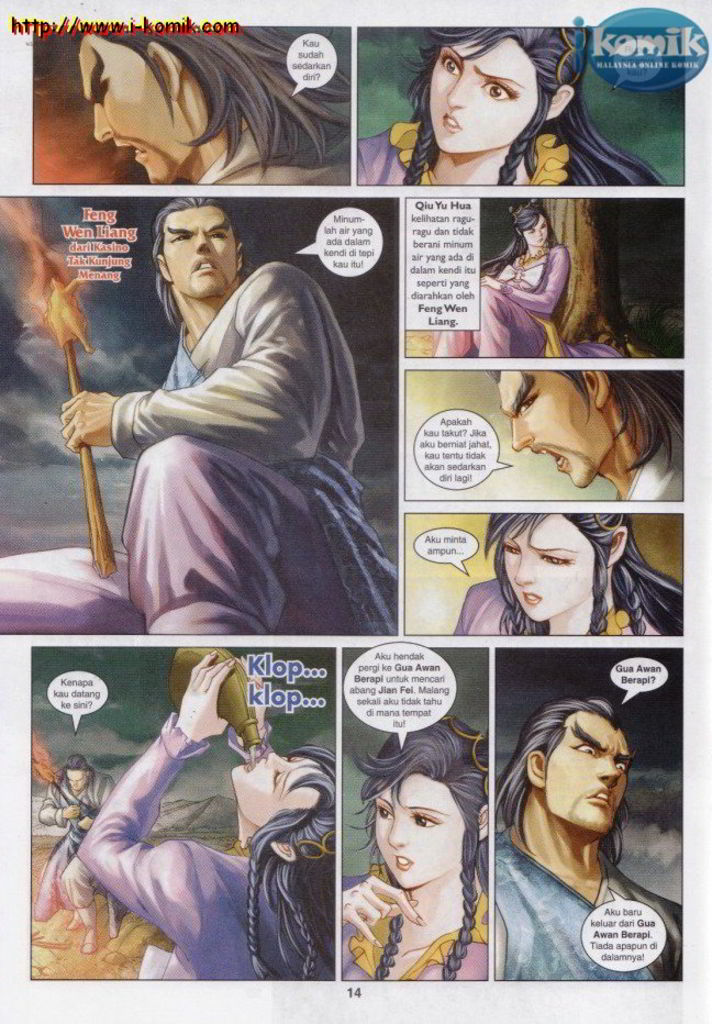 http://www.i-komik.com
i komik
MALAYSIA ONLINE KOMIK
Kau
sudah
sedarkan
diri?
kau?
Feng
Wen Liang
dari Kasino
Tak Kunjung
Menang
Minum-
lah air yang
ada dalam
kendi di tepi
kau itu!
Qiu Yu Hua
kelihatan ragu-
ragu dan tidak
berani minum
air yang ada di
dalam kendi itu
seperti yang
diarahkan oleh
Feng Wen
Liang.
Apakah
kau takut? Jika
aku berniat jahat,
kau tentu tidak
akan sedarkan
diri lagi!
Aku minta
ampun...
Kenapa
kau datang
ke sini?
Klop...
klop...
Aku hendak
pergi ke Gua Awan
Berapi untuk mencari
abang Jian Fei. Malang
sekali aku tidak tahu
di mana tempat
itu!
Gua Awan
Berapi?
Aku baru
keluar dari Gua
Awan Berapi.
Tiada apapun di
dalamnya!
14